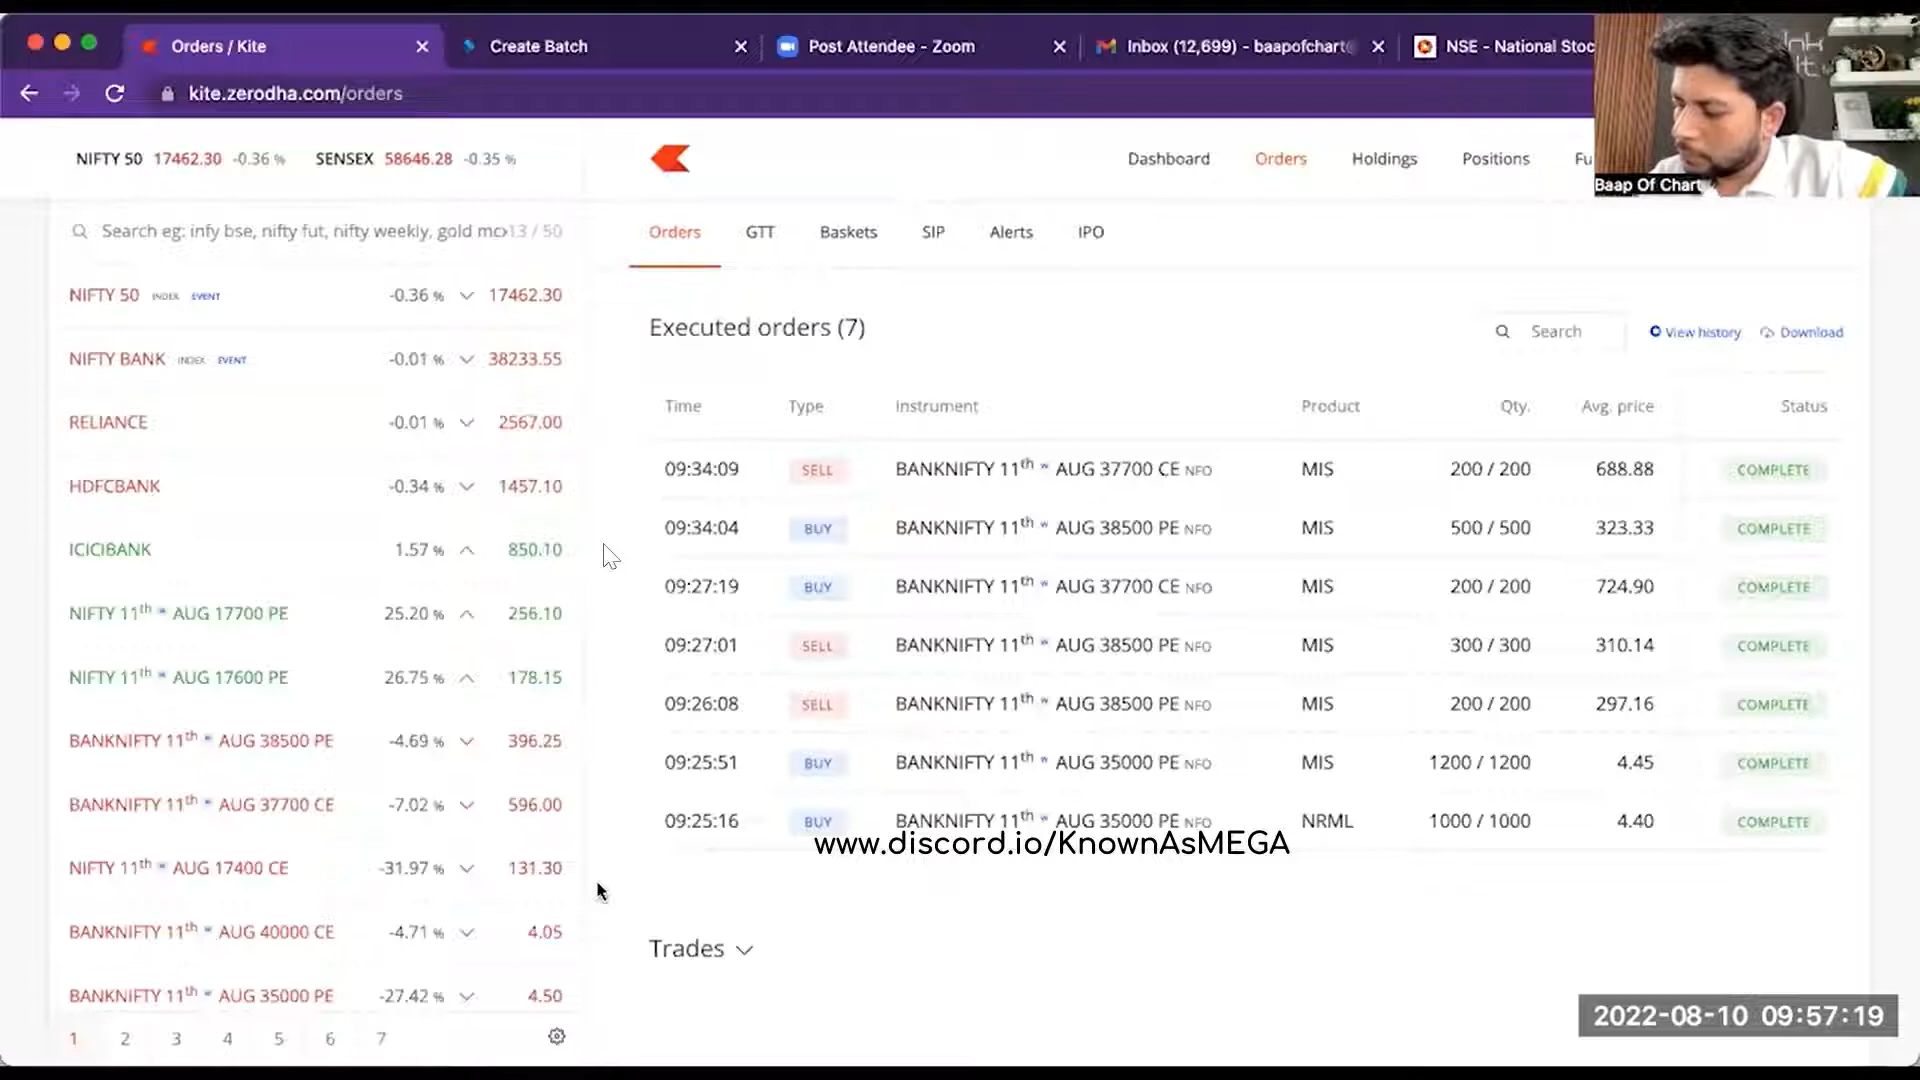 Orders / Kite
Create Batch
Post Attendee - Zoom
Inbox (12,699) - baapofchart@
NSE - National Stoc
kite.zerodha.com/orders
Baap Of Chart
NIFTY 50 17462.30 -0.36 %
SENSEX 58646.28 -0.35 %
Dashboard
Orders
Holdings
Positions
Fu
Search eg: infy bse, nifty fut, nifty weekly, gold mcx
13 / 50
NIFTY 50 INDEX EVENT -0.36 % 17462.30
NIFTY BANK INDEX EVENT -0.01 % 38233.55
RELIANCE -0.01 % 2567.00
HDFCBANK -0.34 % 1457.10
ICICIBANK 1.57 % 850.10
NIFTY 11th w AUG 17700 PE 25.20 % 256.10
NIFTY 11th w AUG 17600 PE 26.75 % 178.15
BANKNIFTY 11th w AUG 38500 PE -4.69 % 396.25
BANKNIFTY 11th w AUG 37700 CE -7.02 % 596.00
NIFTY 11th w AUG 17400 CE -31.97 % 131.30
BANKNIFTY 11th w AUG 40000 CE -4.71 % 4.05
BANKNIFTY 11th w AUG 35000 PE -27.42 % 4.50
1 2 3 4 5 6 7
Orders GTT Baskets SIP Alerts IPO
Executed orders (7)
Search
View history
Download
Time Type Instrument Product Qty. Avg. price Status
09:34:09 SELL BANKNIFTY 11th w AUG 37700 CE NFO MIS 200 / 200 688.88 COMPLETE
09:34:04 BUY BANKNIFTY 11th w AUG 38500 PE NFO MIS 500 / 500 323.33 COMPLETE
09:27:19 BUY BANKNIFTY 11th w AUG 37700 CE NFO MIS 200 / 200 724.90 COMPLETE
09:27:01 SELL BANKNIFTY 11th w AUG 38500 PE NFO MIS 300 / 300 310.14 COMPLETE
09:26:08 SELL BANKNIFTY 11th w AUG 38500 PE NFO MIS 200 / 200 297.16 COMPLETE
09:25:51 BUY BANKNIFTY 11th w AUG 35000 PE NFO MIS 1200 / 1200 4.45 COMPLETE
09:25:16 BUY BANKNIFTY 11th w AUG 35000 PE NFO NRML 1000 / 1000 4.40 COMPLETE
www.discord.io/KnownAsMEGA
Trades
2022-08-10 09:57:19